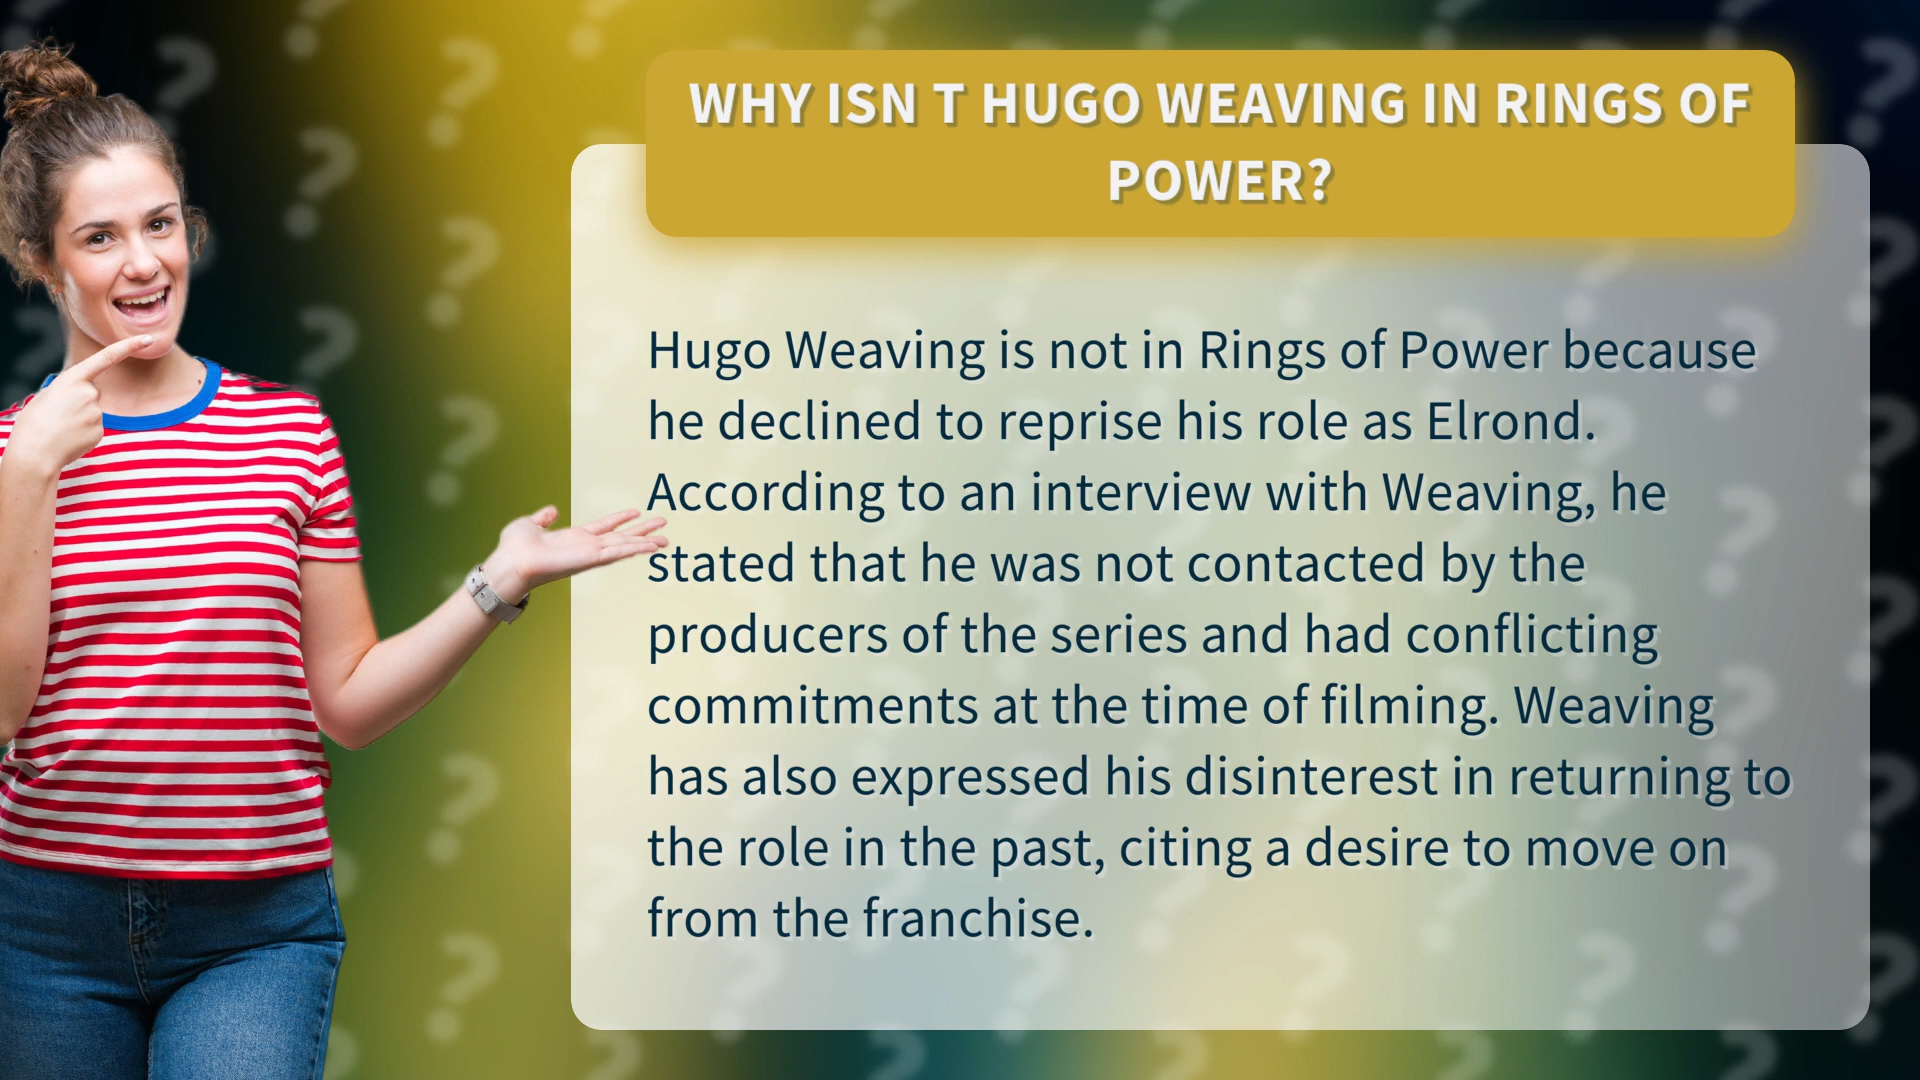 WHY ISN T HUGO WEAVING IN RINGS OF
POWER?
Hugo Weaving is not in Rings of Power because
he declined to reprise his role as Elrond.
According to an interview with Weaving, he
stated that he was not contacted by the
producers of the series and had conflicting
commitments at the time of filming. Weaving
has also expressed his disinterest in returning to
the role in the past, citing a desire to move on
from the franchise.